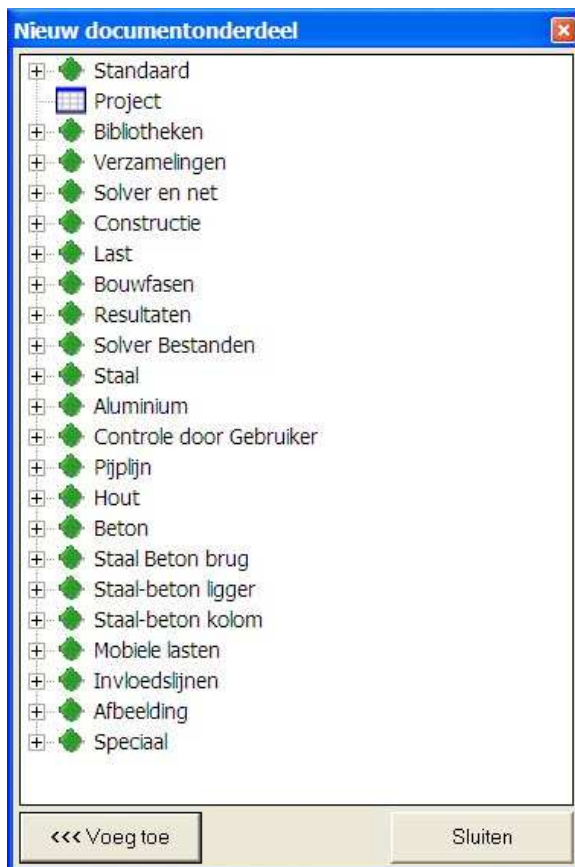 Nieuw documentonderdeel
Standaard
Project
Bibliotheken
Verzamelingen
Solver en net
Constructie
Last
Bouwfasen
Resultaten
Solver Bestanden
Staal
Aluminium
Controle door Gebruiker
Pijplijn
Hout
Beton
Staal Beton brug
Staal-beton ligger
Staal-beton kolom
Mobiele lasten
Invloedslijnen
Afbeelding
Speciaal
<<< Voeg toe
Sluiten